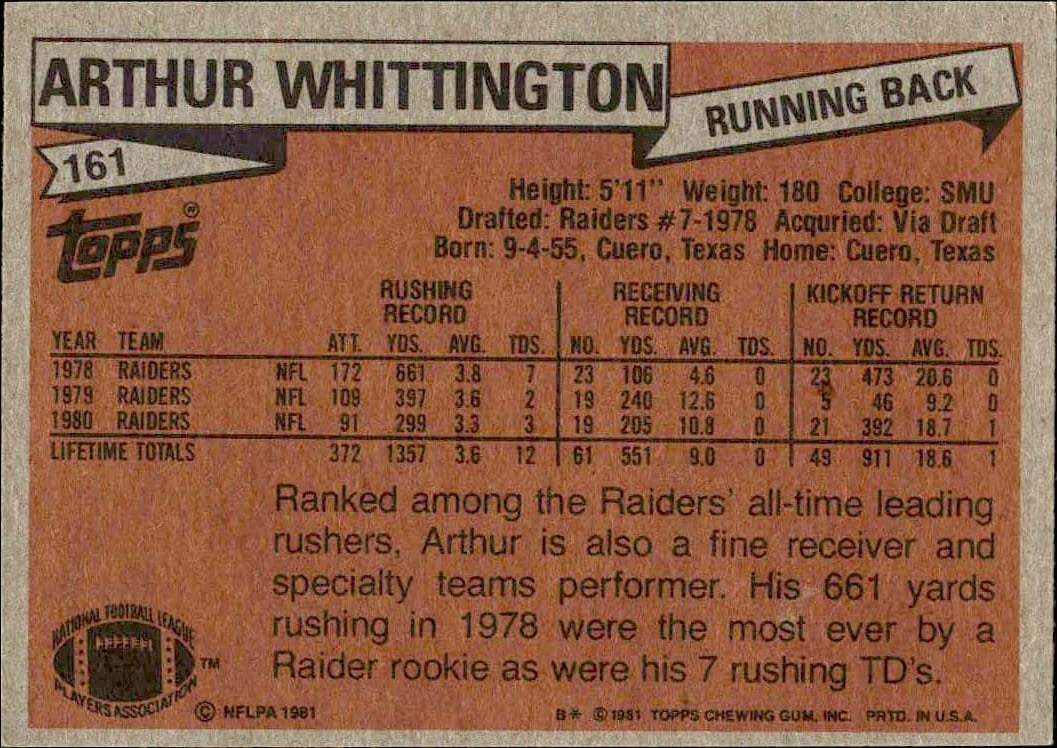 ARTHUR WHITTINGTON
RUNNING BACK
161
Topps ®
Height: 5'11" Weight: 180 College: SMU
Drafted: Raiders #7-1978 Acquried: Via Draft
Born: 9-4-55, Cuero, Texas Home: Cuero, Texas
RUSHING RECORD RECEIVING RECORD KICKOFF RETURN RECORD
YEAR TEAM ATT. YDS. AVG. TDS. NO. YDS. AVG. TDS. NO. YDS. AVG. TDS.
1978 RAIDERS NFL 172 661 3.8 7 23 106 4.6 0 23 473 20.6 0
1979 RAIDERS NFL 109 397 3.6 2 19 240 12.6 0 5 46 9.2 0
1980 RAIDERS NFL 91 299 3.3 3 19 205 10.8 0 21 392 18.7 1
LIFETIME TOTALS 372 1357 3.6 12 61 551 9.0 0 49 911 18.6 1
Ranked among the Raiders' all-time leading
rushers, Arthur is also a fine receiver and
specialty teams performer. His 661 yards
rushing in 1978 were the most ever by a
Raider rookie as were his 7 rushing TD's.
NATIONAL FOOTBALL LEAGUE
PLAYERS ASSOCIATION
TM
© NFLPA 1981
B* © 1981 TOPPS CHEWING GUM, INC. PRTD. IN U.S.A.